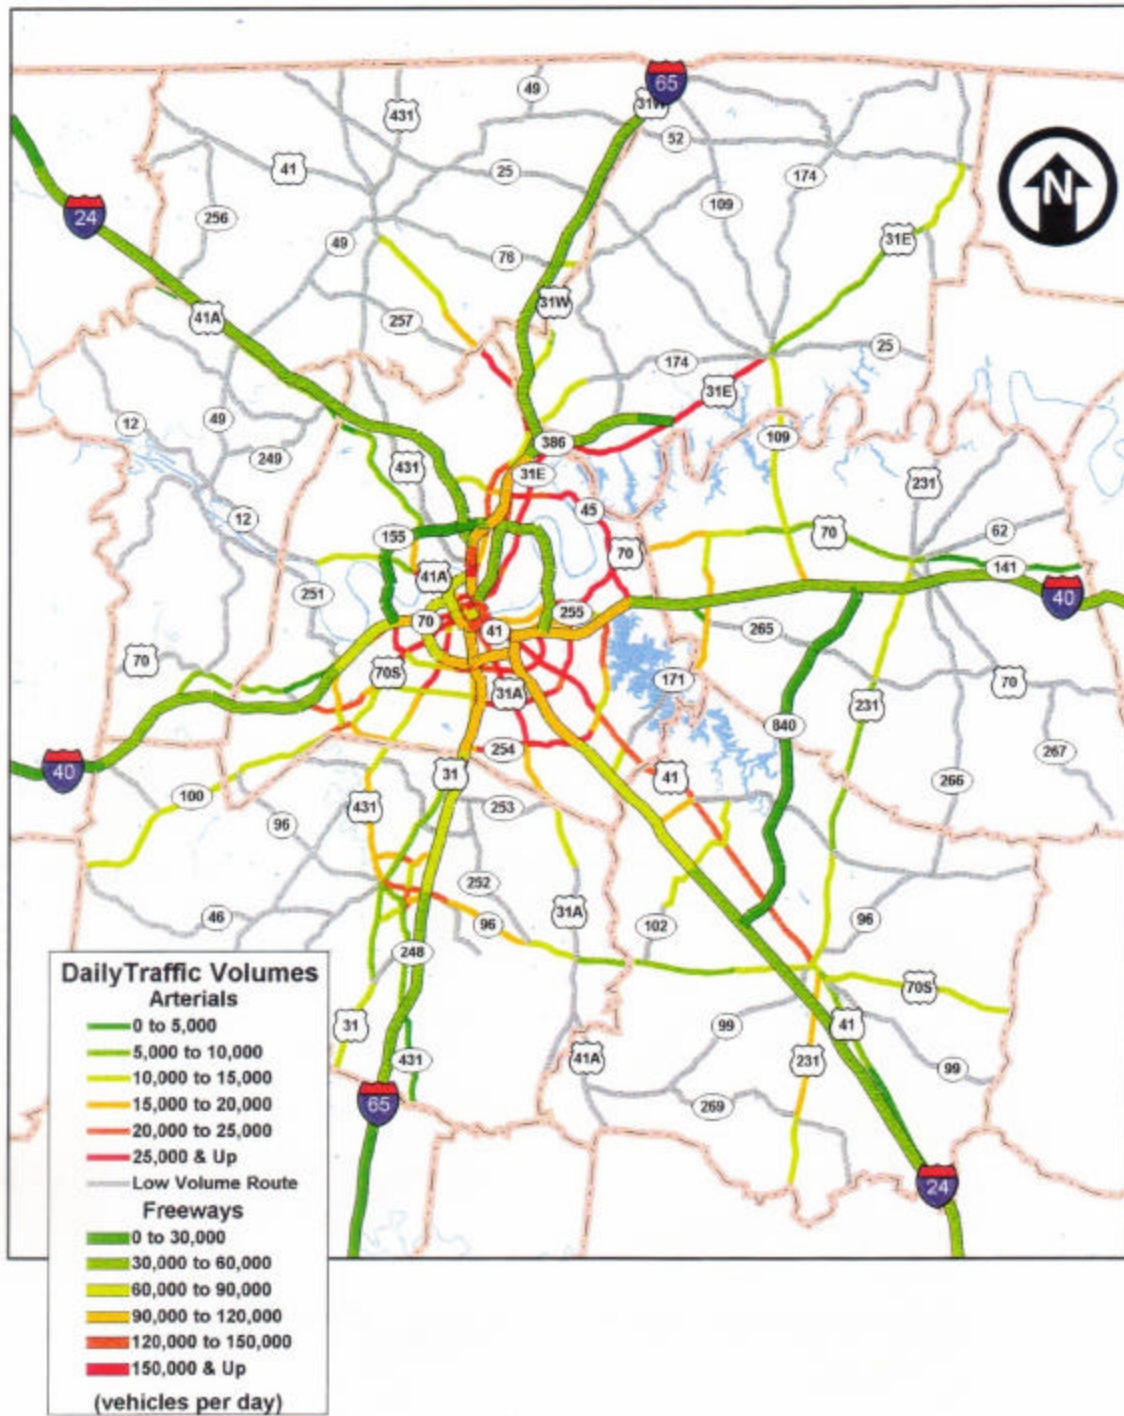 65
31W
49
431
52
41
25
174
N
24
256
109
49
31E
76
31W
41A
257
174
25
31E
12
49
386
109
249
431
31E
231
45
12
155
70
70
62
41A
141
251
255
40
70
41
265
70
70S
171
70
31A
231
840
254
40
31
41
267
100
431
253
266
96
252
46
31A
96
102
96
248
70S
31
99
41
431
41A
231
99
65
269
24
DailyTraffic Volumes
Arterials
0 to 5,000
5,000 to 10,000
10,000 to 15,000
15,000 to 20,000
20,000 to 25,000
25,000 & Up
Low Volume Route
Freeways
0 to 30,000
30,000 to 60,000
60,000 to 90,000
90,000 to 120,000
120,000 to 150,000
150,000 & Up
(vehicles per day)